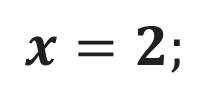 x = 2;